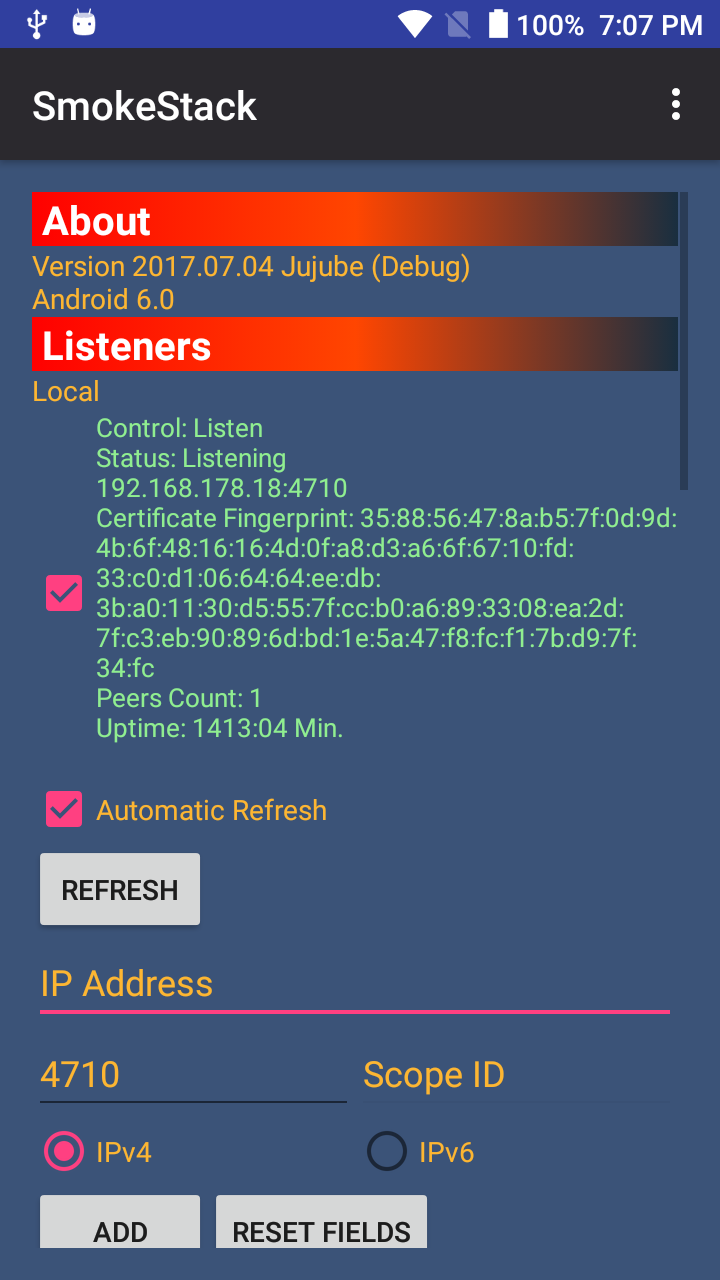 100% 7:07 PM
SmokeStack
About
Version 2017.07.04 Jujube (Debug)
Android 6.0
Listeners
Local
Control: Listen
Status: Listening
192.168.178.18:4710
Certificate Fingerprint: 35:88:56:47:8a:b5:7f:0d:9d:
4b:6f:48:16:16:4d:0f:a8:d3:a6:6f:67:10:fd:
33:c0:d1:06:64:64:ee:db:
3b:a0:11:30:d5:55:7f:cc:b0:a6:89:33:08:ea:2d:
7f:c3:eb:90:89:6d:bd:1e:5a:47:f8:fc:f1:7b:d9:7f:
34:fc
Peers Count: 1
Uptime: 1413:04 Min.
Automatic Refresh
REFRESH
IP Address
4710 Scope ID
IPv4 IPv6
ADD RESET FIELDS